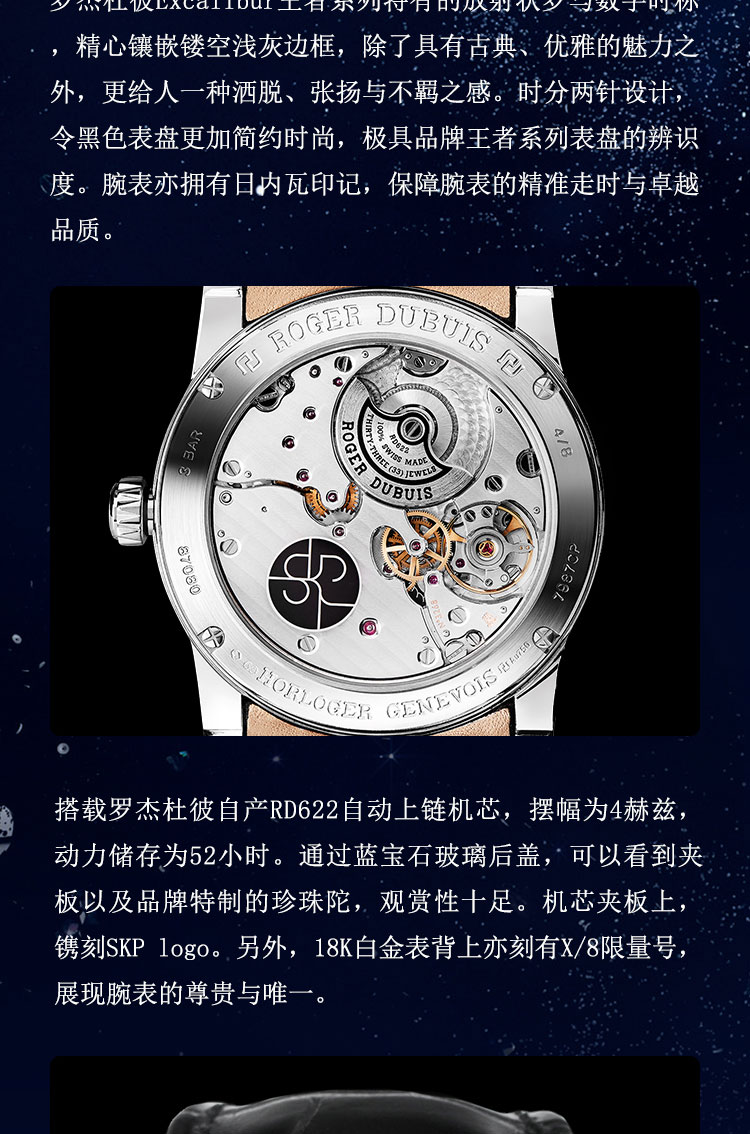 罗杰杜彼Excalibur王者系列特有的放射状罗马数字时标
，精心镶嵌镂空浅灰边框，除了具有古典、优雅的魅力之
外，更给人一种洒脱、张扬与不羁之感。时分两针设计，
令黑色表盘更加简约时尚，极具品牌王者系列表盘的辨识
度。腕表亦拥有日内瓦印记，保障腕表的精准走时与卓越
品质。
ROGER DUBUIS
3 BAR
4/8
RD622
100% SWISS MADE
THIRTY-THREE (33) JEWELS
ROGER DUBUIS
SKP
67080
7987CP
HORLOGER GENEVOIS
搭载罗杰杜彼自产RD622自动上链机芯，摆幅为4赫兹，
动力储存为52小时。通过蓝宝石玻璃后盖，可以看到夹
板以及品牌特制的珍珠陀，观赏性十足。机芯夹板上，
镌刻SKP logo。另外，18K白金表背上亦刻有X/8限量号，
展现腕表的尊贵与唯一。